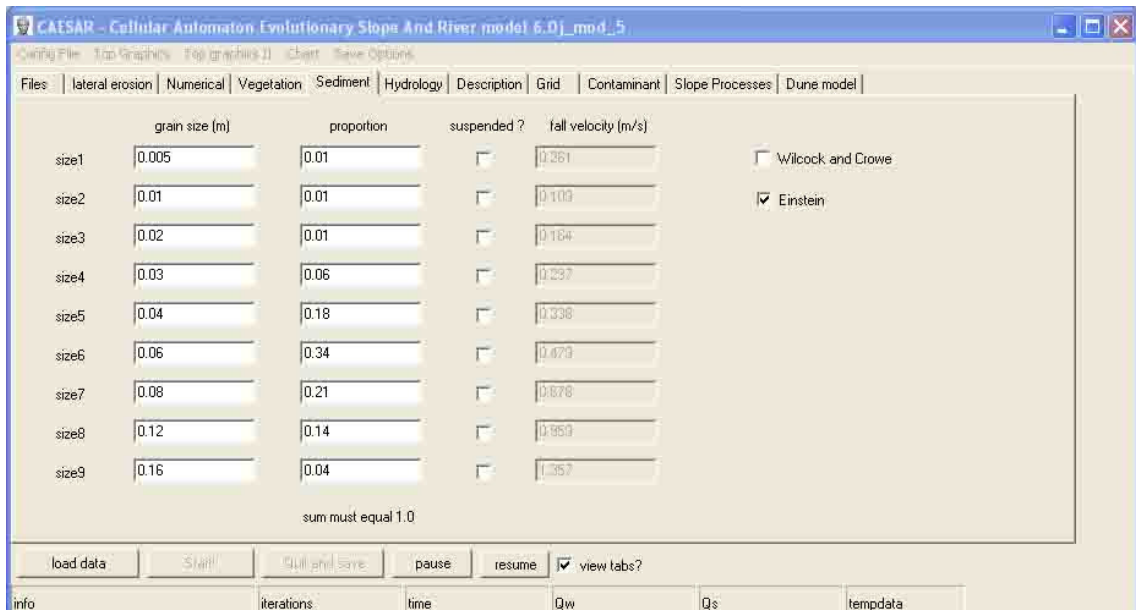 CAESAR - Cellular Automaton Evolutionary Slope And River model 6.0j_mod_5
Config File Top Graphics Top graphics II Chart Save Options
Files lateral erosion Numerical Vegetation Sediment Hydrology Description Grid Contaminant Slope Processes Dune model
grain size (m) proportion suspended ? fall velocity (m/s)
size1 0.005 0.01 Wilcock and Crowe
size2 0.01 0.01 0.109 Einstein
size3 0.02 0.01 0.164
size4 0.03 0.06 0.237
size5 0.04 0.18 0.338
size6 0.06 0.34 0.479
size7 0.08 0.21
size8 0.12 0.14 0.959
size9 0.16 0.04 1.357
sum must equal 1.0
load data Start! Quit and save pause resume view tabs?
info iterations time Qw Qs tempdata